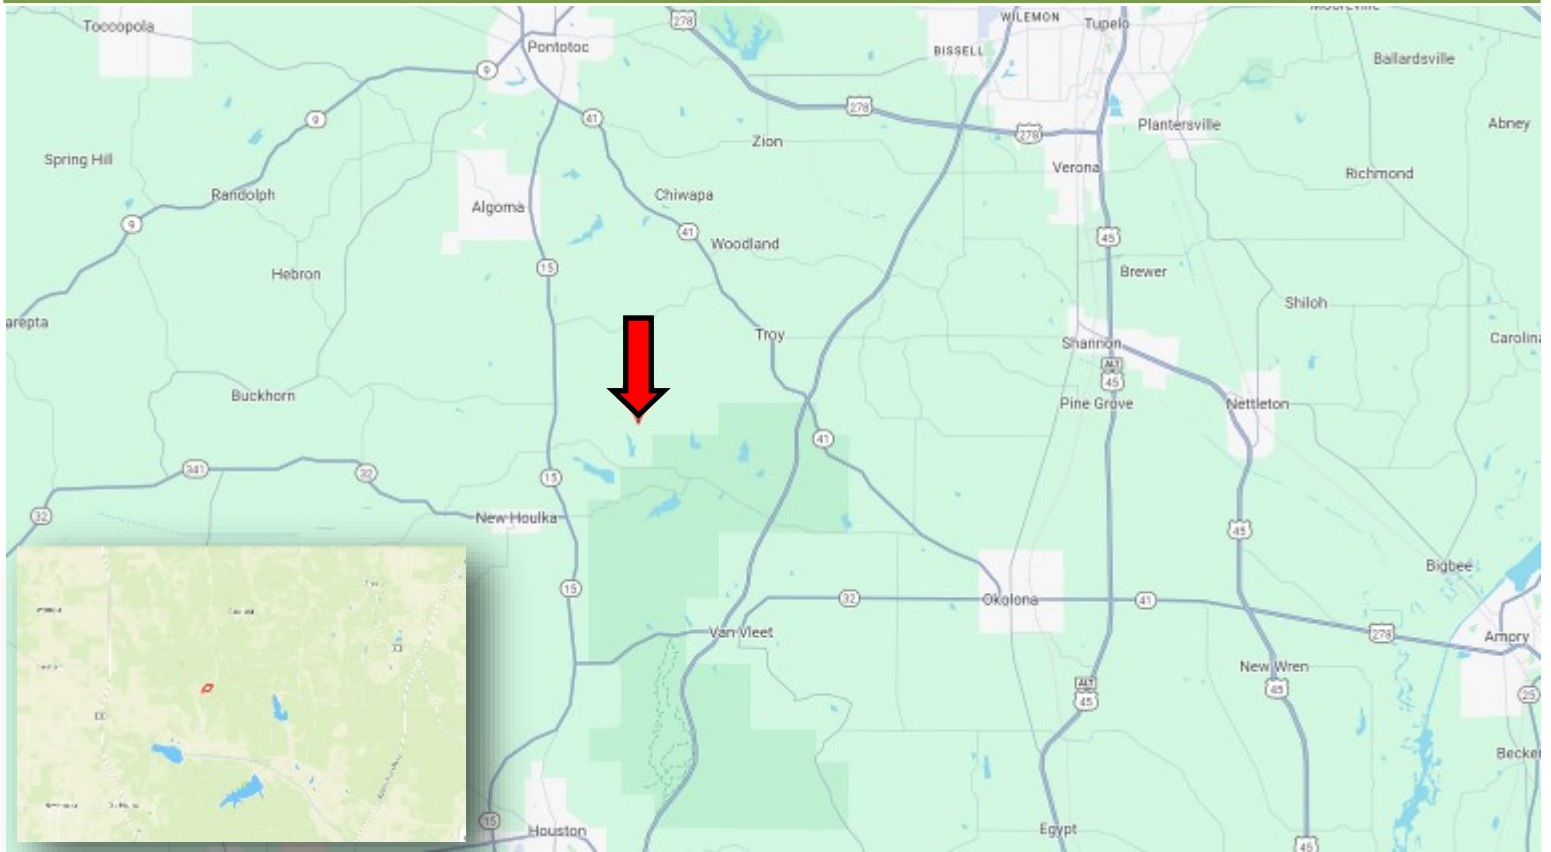 Toccopola
278
WILEMON
Tupelo
Pontotoc
BISSELL
Ballardsville
9
278
9
41
Zion
278
Plantersville
Abney
Spring Hill
Verona
Richmond
Randolph
Chiwapa
Algoma
9
41
45
Woodland
Hebron
15
Brewer
Shiloh
arepta
Troy
Shannon
Carolina
ALT
45
Buckhorn
Pine Grove
Nettleton
41
341
32
15
32
New Houlka
45
Bigbee
15
32
Okolona
41
Van Vleet
278
Amory
New Wren
ALT
45
45
25
Becker
15
Houston
Egypt
45